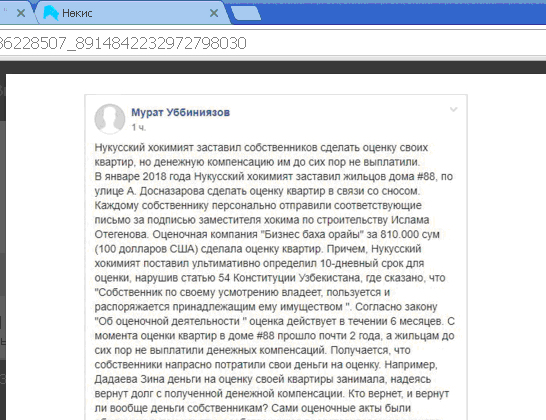 Нөкис
36228507_8914842232972798030
Мурат Уббиниязов
1 ч.
Нукусский хокимият заставил собственников сделать оценку своих
квартир, но денежную компенсацию им до сих пор не выплатили.
В январе 2018 года Нукусский хокимият заставил жильцов дома #88, по
улице А. Досназарова сделать оценку квартир в связи со сносом.
Каждому собственнику персонально отправили соответствующие
письмо за подписью заместителя хокима по строительству Ислама
Отегенова. Оценочная компания "Бизнес баха орайы" за 810.000 сум
(100 долларов США) сделала оценку квартир. Причем, Нукусский
хокимият поставил ультимативно определил 10-дневный срок для
оценки, нарушив статью 54 Конституции Узбекистана, где сказано, что
"Собственник по своему усмотрению владеет, пользуется и
распоряжается принадлежащим ему имуществом ". Согласно закону
"Об оценочной деятельности " оценка действует в течении 6 месяцев. С
момента оценки квартир в доме #88 прошло почти 2 года, а жильцам до
сих пор не выплатили денежных компенсаций. Получается, что
собственники напрасно потратили свои деньги на оценку. Например,
Дадаева Зина деньги на оценку своей квартиры занимала, надеясь
вернут долг с полученной денежной компенсации. Кто вернет, и вернут
ли вообще деньги собственникам? Сами оценочные акты были